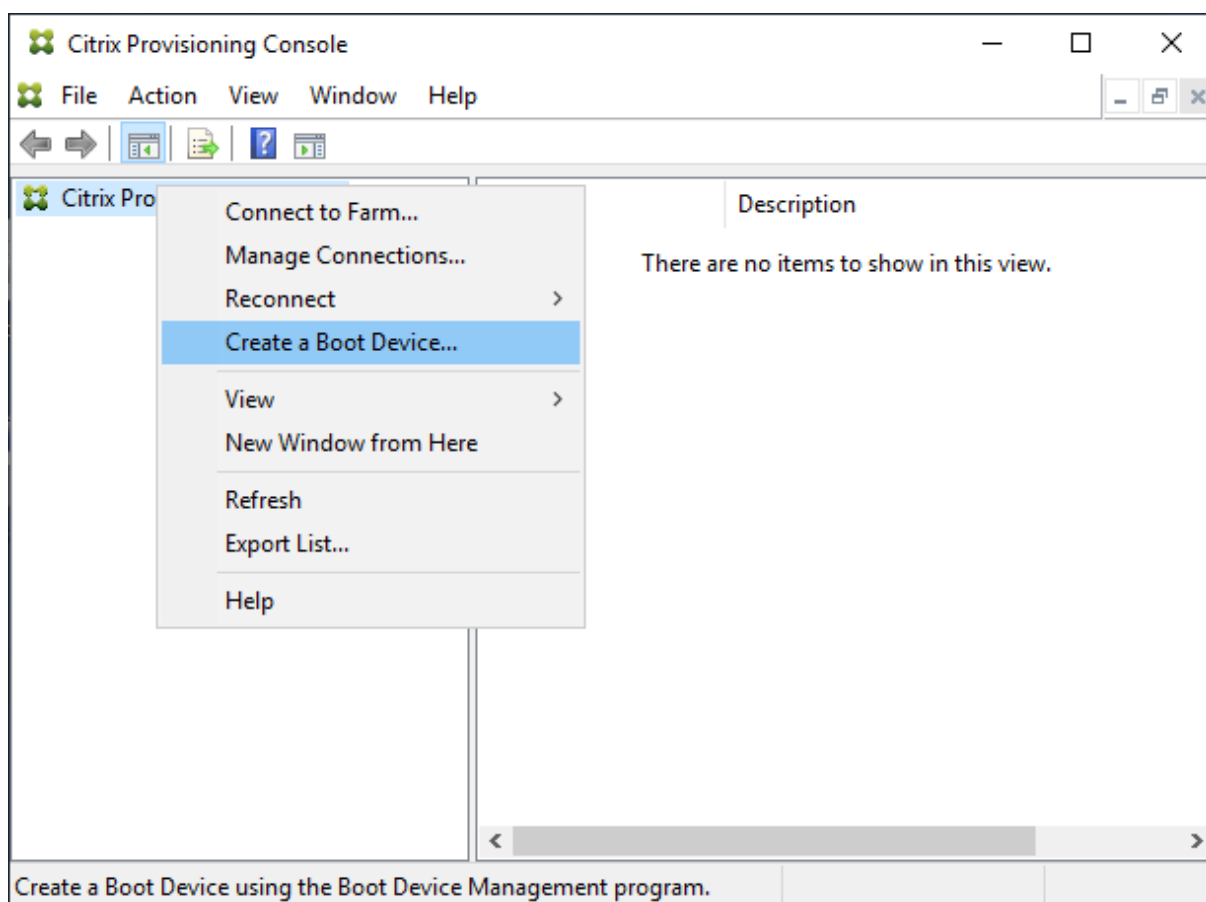 Citrix Provisioning Console
File Action View Window Help
Citrix Pro
Description
There are no items to show in this view.
Connect to Farm...
Manage Connections...
Reconnect
Create a Boot Device...
View
New Window from Here
Refresh
Export List...
Help
Create a Boot Device using the Boot Device Management program.